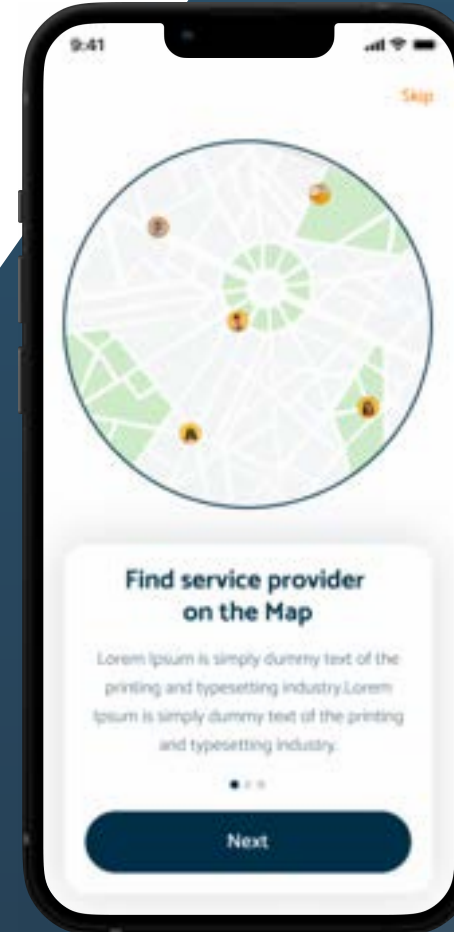 9:41
Skip
Find service provider
on the Map
Lorem Ipsum is simply dummy text of the
printing and typesetting industry.Lorem
Ipsum is simply dummy text of the printing
and typesetting industry.
Next